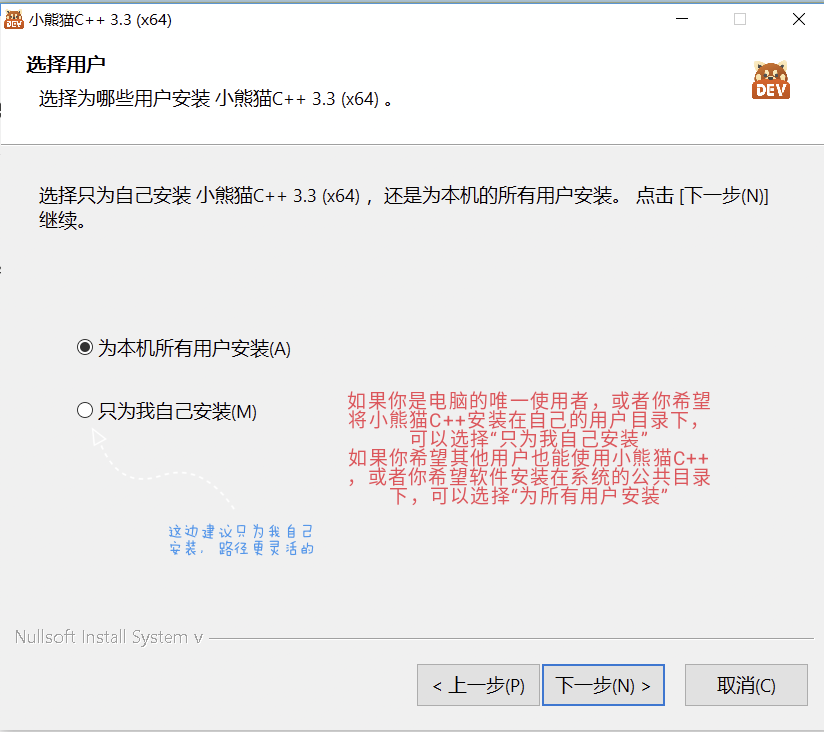 小熊猫C++ 3.3 (x64)
选择用户
选择为哪些用户安装 小熊猫C++ 3.3 (x64) 。
DEV
选择只为自己安装 小熊猫C++ 3.3 (x64) ，还是为本机的所有用户安装。 点击 [下一步(N)]
继续。
为本机所有用户安装(A)
只为我自己安装(M)
如果你是电脑的唯一使用者，或者你希望
将小熊猫C++安装在自己的用户目录下，
可以选择“只为我自己安装”
如果你希望其他用户也能使用小熊猫C++
，或者你希望软件安装在系统的公共目录
下，可以选择“为所有用户安装”
这边建议只为我自己
安装，路径更灵活的
Nullsoft Install System v
< 上一步(P)
下一步(N) >
取消(C)